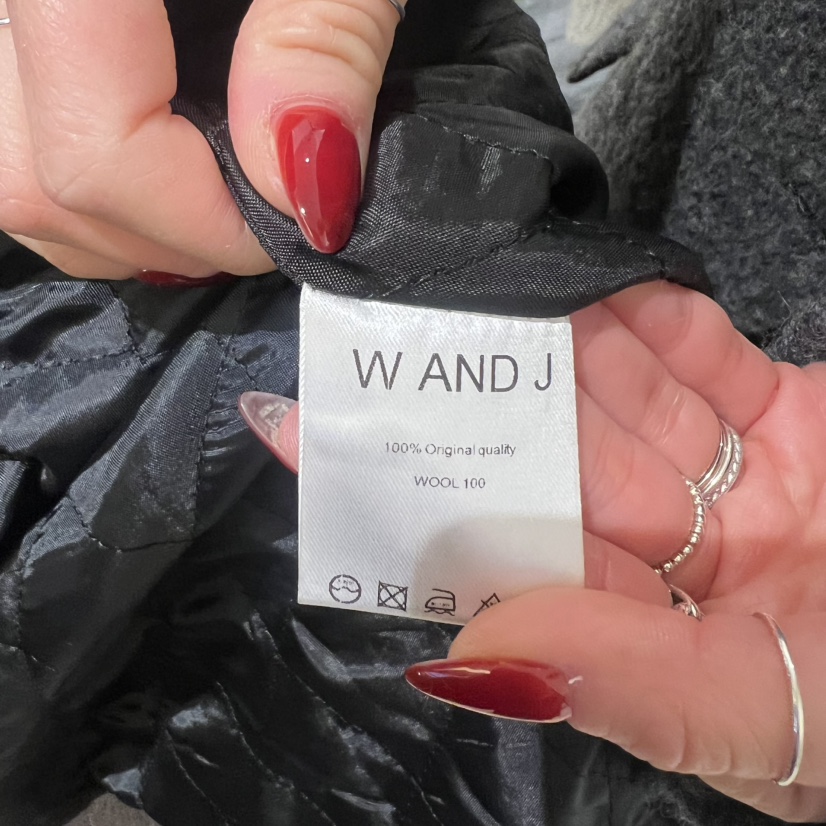 W AND J
100% Original quality
WOOL 100